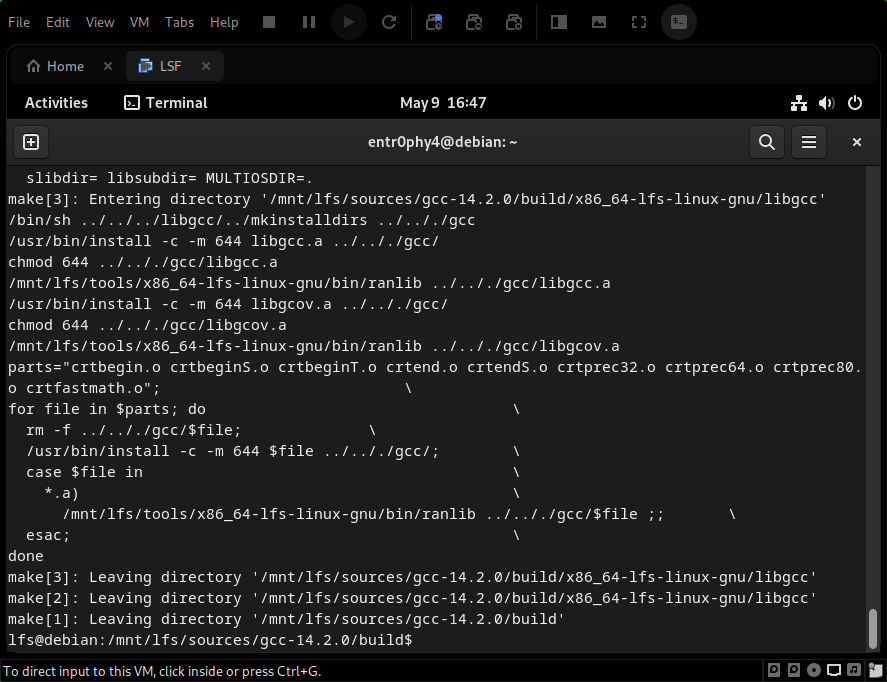 File Edit View VM Tabs Help
Home LSF
Activities Terminal May 9 16:47
entr0phy4@debian: ~
slibdir= libsubdir= MULTIOSDIR=.
make[3]: Entering directory '/mnt/lfs/sources/gcc-14.2.0/build/x86_64-lfs-linux-gnu/libgcc'
/bin/sh ../../../libgcc/../mkinstalldirs ../.././gcc
/usr/bin/install -c -m 644 libgcc.a ../.././gcc/
chmod 644 ../.././gcc/libgcc.a
/mnt/lfs/tools/x86_64-lfs-linux-gnu/bin/ranlib ../.././gcc/libgcc.a
/usr/bin/install -c -m 644 libgcov.a ../.././gcc/
chmod 644 ../.././gcc/libgcov.a
/mnt/lfs/tools/x86_64-lfs-linux-gnu/bin/ranlib ../.././gcc/libgcov.a
parts="crtbegin.o crtbeginS.o crtbeginT.o crtend.o crtendS.o crtprec32.o crtprec64.o crtprec80.
o crtfastmath.o"; \
for file in $parts; do \
rm -f ../.././gcc/$file; \
/usr/bin/install -c -m 644 $file ../.././gcc/; \
case $file in \
*.a) \
/mnt/lfs/tools/x86_64-lfs-linux-gnu/bin/ranlib ../.././gcc/$file ;; \
esac; \
done
make[3]: Leaving directory '/mnt/lfs/sources/gcc-14.2.0/build/x86_64-lfs-linux-gnu/libgcc'
make[2]: Leaving directory '/mnt/lfs/sources/gcc-14.2.0/build/x86_64-lfs-linux-gnu/libgcc'
make[1]: Leaving directory '/mnt/lfs/sources/gcc-14.2.0/build'
lfs@debian:/mnt/lfs/sources/gcc-14.2.0/build$
To direct input to this VM, click inside or press Ctrl+G.